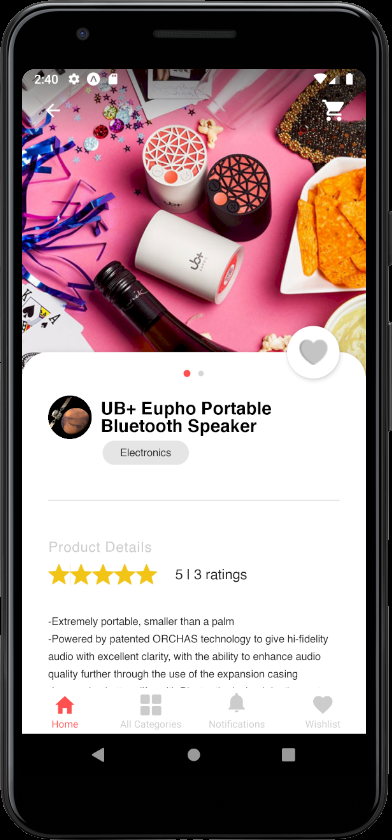 2:40
ub+
ub+
UB+ Eupho Portable
Bluetooth Speaker
Electronics
Product Details
5 | 3 ratings
-Extremely portable, smaller than a palm
-Powered by patented ORCHAS technology to give hi-fidelity
audio with excellent clarity, with the ability to enhance audio
quality further through the use of the expansion casing
Home
All Categories
Notifications
Wishlist